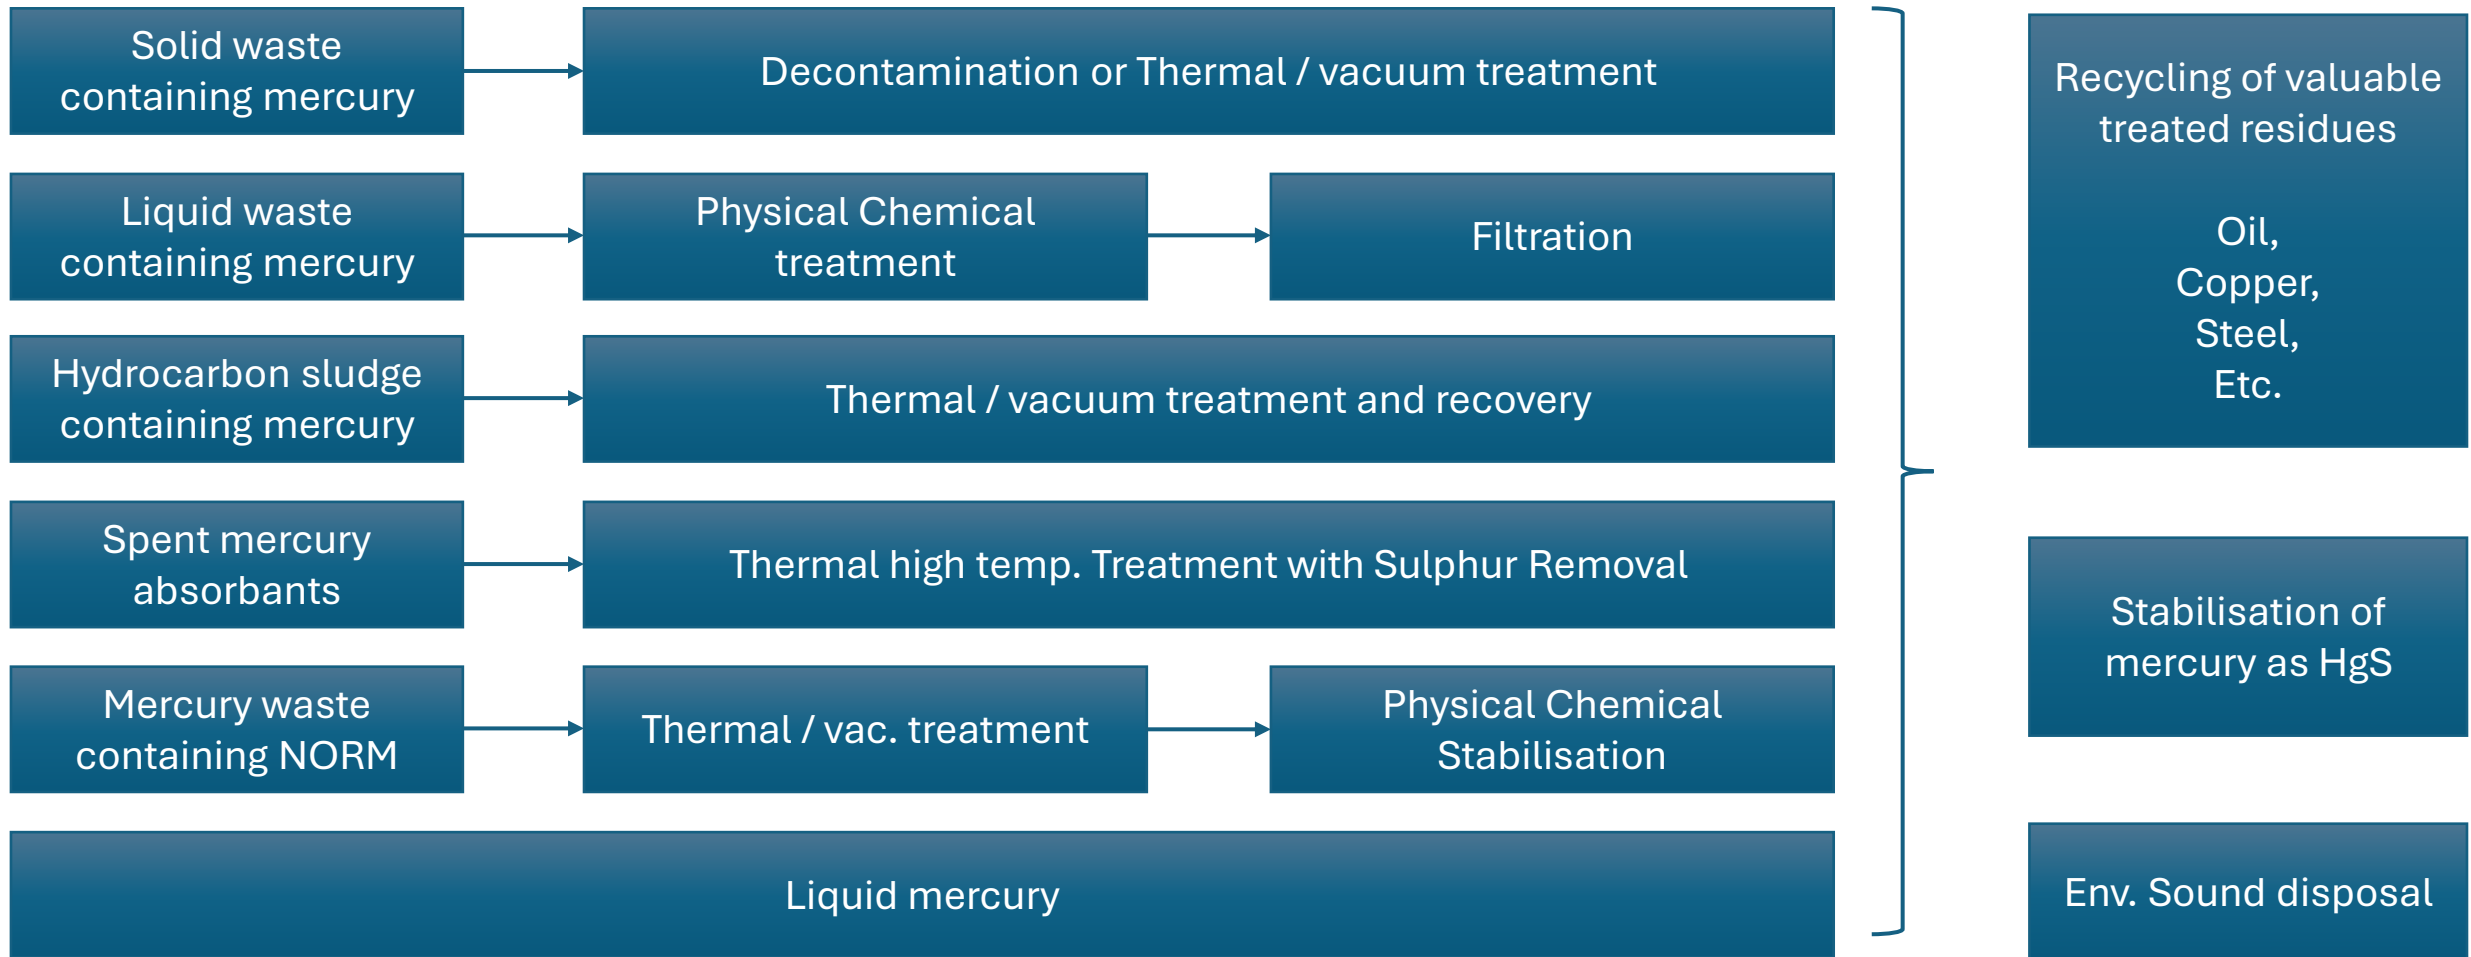 Solid waste
containing mercury
Decontamination or Thermal / vacuum treatment
Liquid waste
containing mercury
Physical Chemical
treatment
Filtration
Hydrocarbon sludge
containing mercury
Thermal / vacuum treatment and recovery
Spent mercury
absorbants
Thermal high temp. Treatment with Sulphur Removal
Mercury waste
containing NORM
Thermal / vac. treatment
Physical Chemical
Stabilisation
Liquid mercury
Recycling of valuable
treated residues
Oil,
Copper,
Steel,
Etc.
Stabilisation of
mercury as HgS
Env. Sound disposal